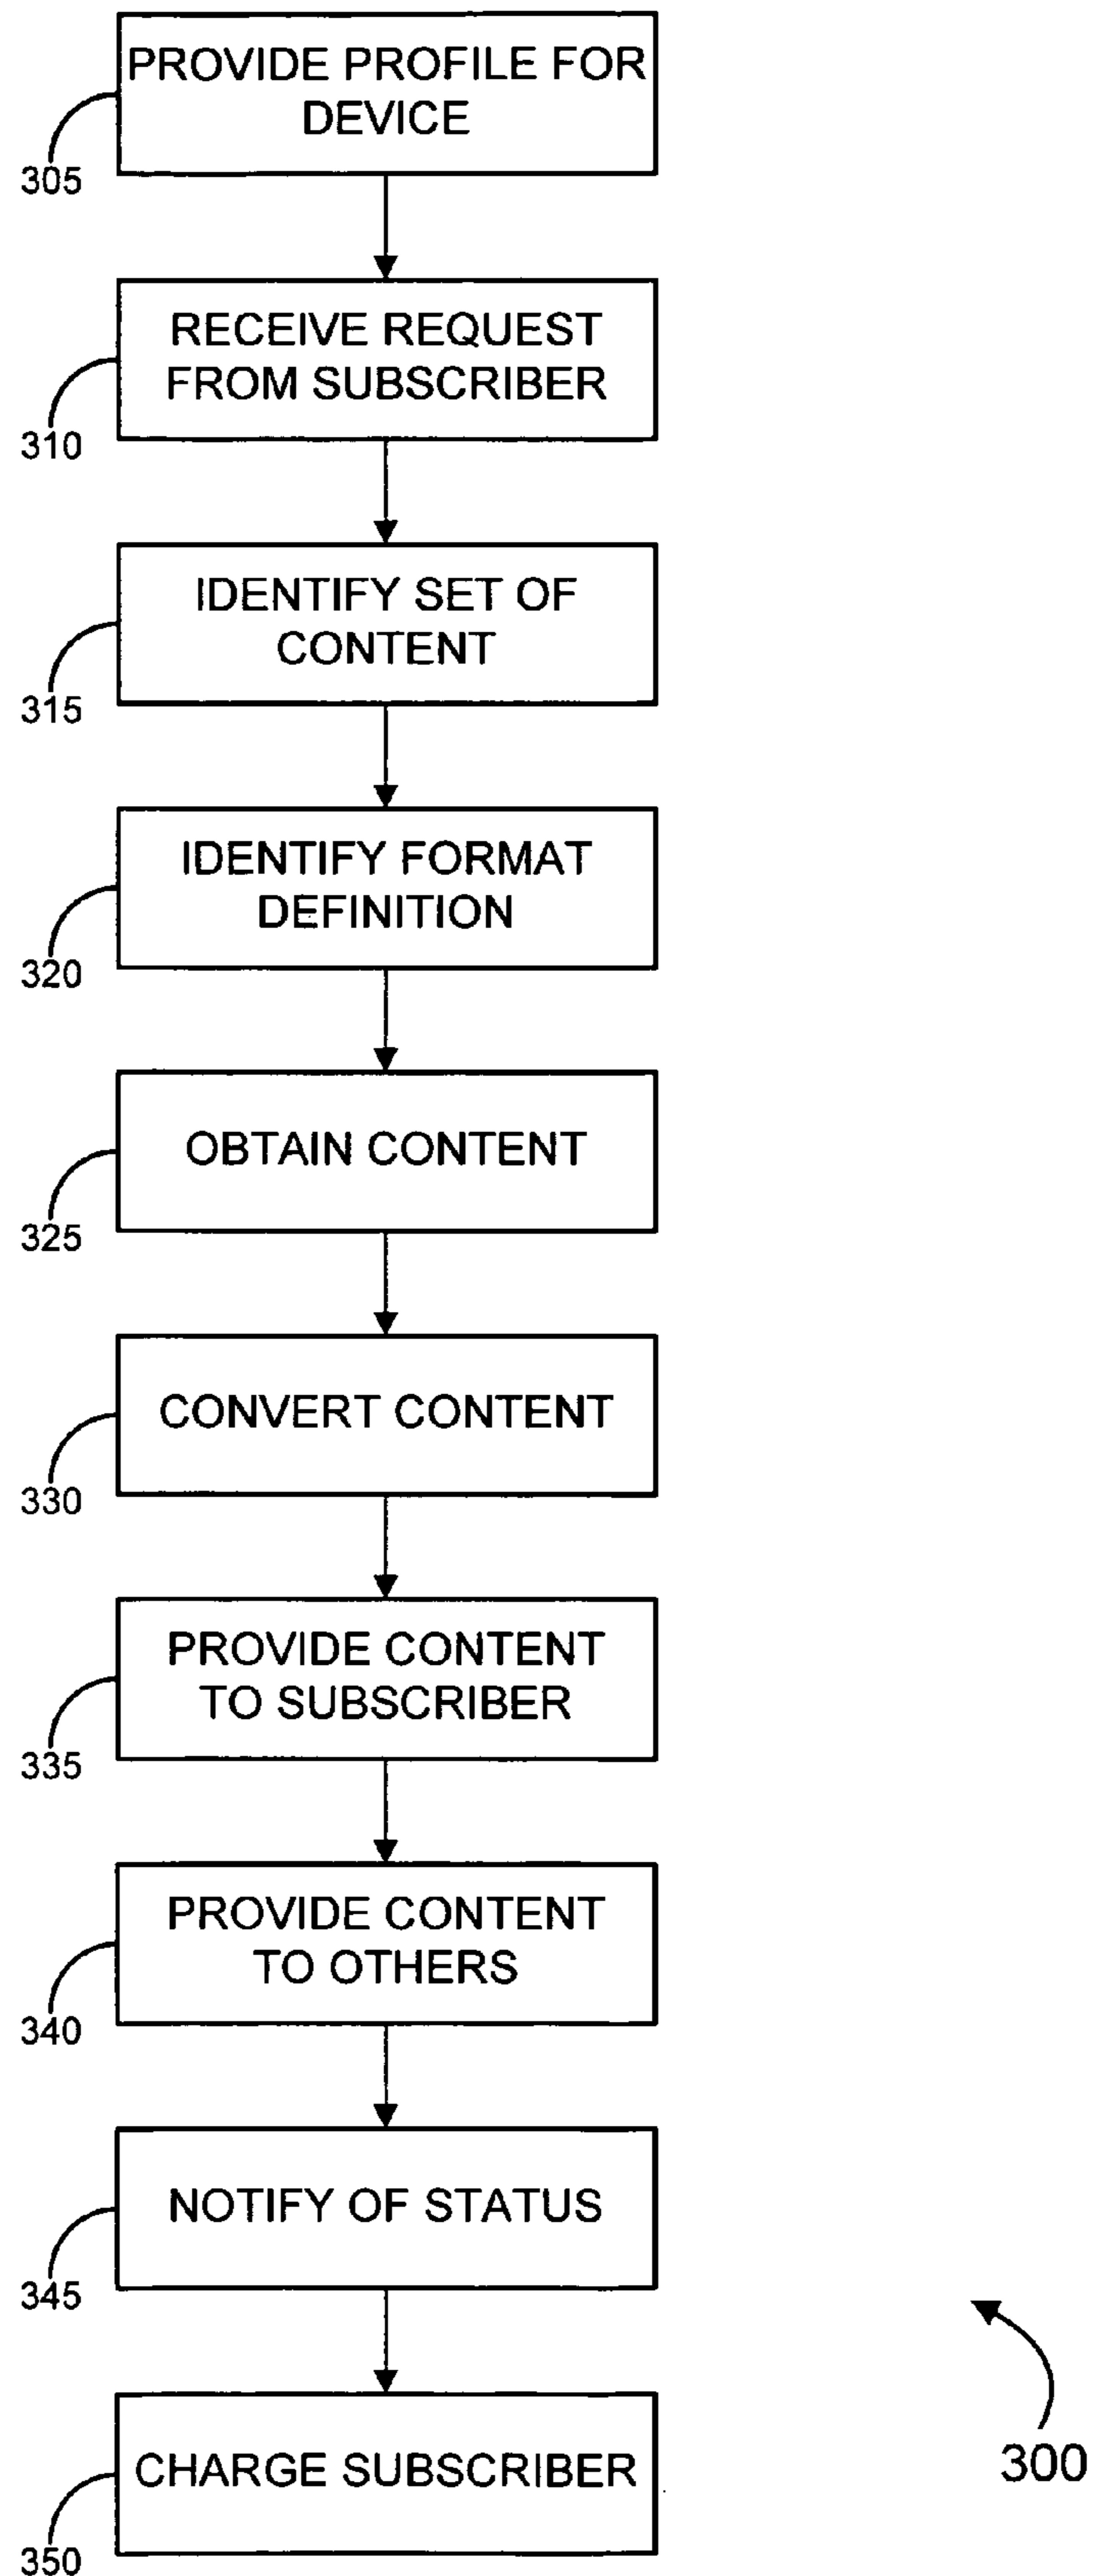 PROVIDE PROFILE FOR
DEVICE
305
RECEIVE REQUEST
FROM SUBSCRIBER
310
IDENTIFY SET OF
CONTENT
315
IDENTIFY FORMAT
DEFINITION
320
OBTAIN CONTENT
325
CONVERT CONTENT
330
PROVIDE CONTENT
TO SUBSCRIBER
335
PROVIDE CONTENT
TO OTHERS
340
NOTIFY OF STATUS
345
CHARGE SUBSCRIBER
350
300